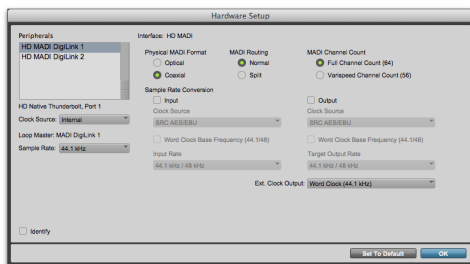 Hardware Setup
Peripherals
HD MADI DigiLink 1
HD MADI DigiLink 2
HD Native Thunderbolt, Port 1
Clock Source: Internal
Loop Master: MADI DigiLink 1
Sample Rate: 44.1 kHz
Identify
Interface: HD MADI
Physical MADI Format
Optical
Coaxial
MADI Routing
Normal
Split
MADI Channel Count
Full Channel Count (64)
Varispeed Channel Count (56)
Sample Rate Conversion
Input
Clock Source
SRC AES/EBU
Word Clock Base Frequency (44.1/48)
Input Rate
44.1 kHz / 48 kHz
Output
Clock Source
SRC AES/EBU
Word Clock Base Frequency (44.1/48)
Target Output Rate
44.1 kHz / 48 kHz
Ext. Clock Output: Word Clock (44.1 kHz)
Set To Default
OK